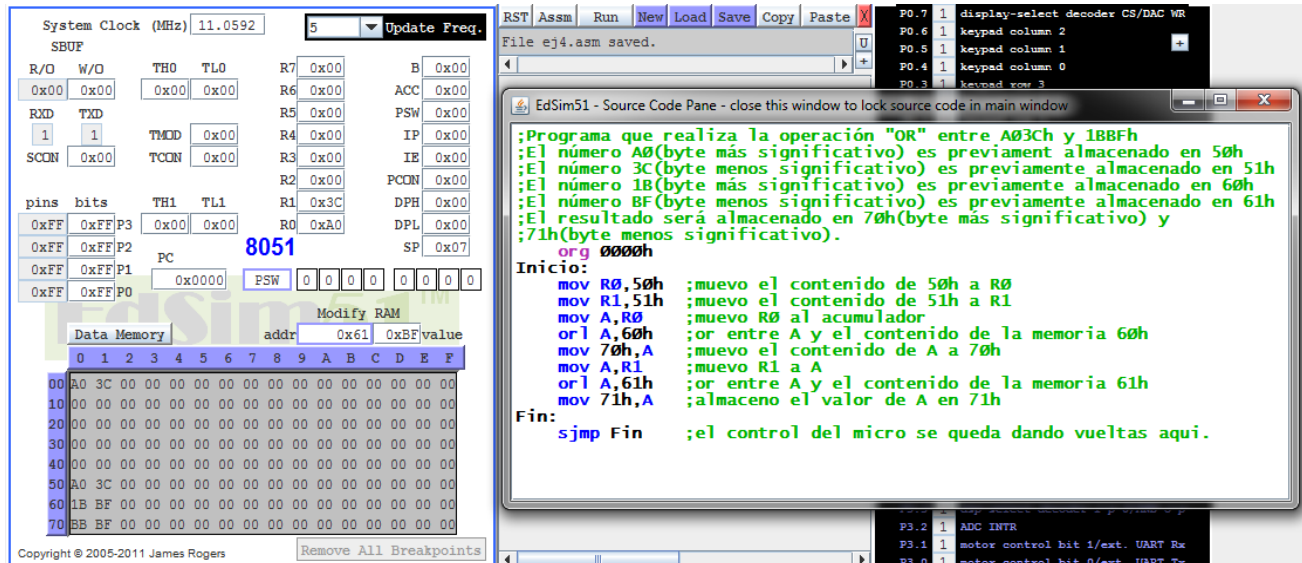 System Clock (MHz) 11.0592 5 Update Freq.
SBUF
R/O W/O TH0 TL0 R7 0x00 B 0x00
0x00 0x00 0x00 0x00 R6 0x00 ACC 0x00
RXD TXD R5 0x00 PSW 0x00
1 1 TMOD 0x00 R4 0x00 IP 0x00
SCON 0x00 TCON 0x00 R3 0x00 IE 0x00
R2 0x00 PCON 0x00
pins bits TH1 TL1 R1 0x3C DPH 0x00
0xFF 0xFF P3 0x00 0x00 R0 0xA0 DPL 0x00
0xFF 0xFF P2 8051 SP 0x07
0xFF 0xFF P1 PC
0xFF 0xFF P0 0x0000 PSW 0 0 0 0 0 0 0 0
EdSim51 TM
Modify RAM
Data Memory addr 0x61 0xBF value
0 1 2 3 4 5 6 7 8 9 A B C D E F
00 A0 3C 00 00 00 00 00 00 00 00 00 00 00 00 00 00
10 00 00 00 00 00 00 00 00 00 00 00 00 00 00 00 00
20 00 00 00 00 00 00 00 00 00 00 00 00 00 00 00 00
30 00 00 00 00 00 00 00 00 00 00 00 00 00 00 00 00
40 00 00 00 00 00 00 00 00 00 00 00 00 00 00 00 00
50 A0 3C 00 00 00 00 00 00 00 00 00 00 00 00 00 00
60 1B BF 00 00 00 00 00 00 00 00 00 00 00 00 00 00
70 BB BF 00 00 00 00 00 00 00 00 00 00 00 00 00 00
Copyright © 2005-2011 James Rogers Remove All Breakpoints
RST Assm Run New Load Save Copy Paste X
File ej4.asm saved.
U
+
P0.7 1 display-select decoder CS/DAC WR
P0.6 1 keypad column 2
P0.5 1 keypad column 1
P0.4 1 keypad column 0
P0.3 1 keypad row 3
+
EdSim51 - Source Code Pane - close this window to lock source code in main window
;Programa que realiza la operación "OR" entre A03Ch y 1BBFh
;El número A0(byte más significativo) es previament almacenado en 50h
;El número 3C(byte menos significativo) es previamente almacenado en 51h
;El número 1B(byte más significativo) es previamente almacenado en 60h
;El número BF(byte menos significativo) es previamente almacenado en 61h
;El resultado será almacenado en 70h(byte más significativo) y
;71h(byte menos significativo).
org 0000h
Inicio:
mov R0,50h ;muevo el contenido de 50h a R0
mov R1,51h ;muevo el contenido de 51h a R1
mov A,R0 ;muevo R0 al acumulador
orl A,60h ;or entre A y el contenido de la memoria 60h
mov 70h,A ;muevo el contenido de A a 70h
mov A,R1 ;muevo R1 a A
orl A,61h ;or entre A y el contenido de la memoria 61h
mov 71h,A ;almaceno el valor de A en 71h
Fin:
sjmp Fin ;el control del micro se queda dando vueltas aqui.
P3.2 1 ADC INTR
P3.1 1 motor control bit 1/ext. UART Rx
P3.0 1 motor control bit 0/ext. UART Tx